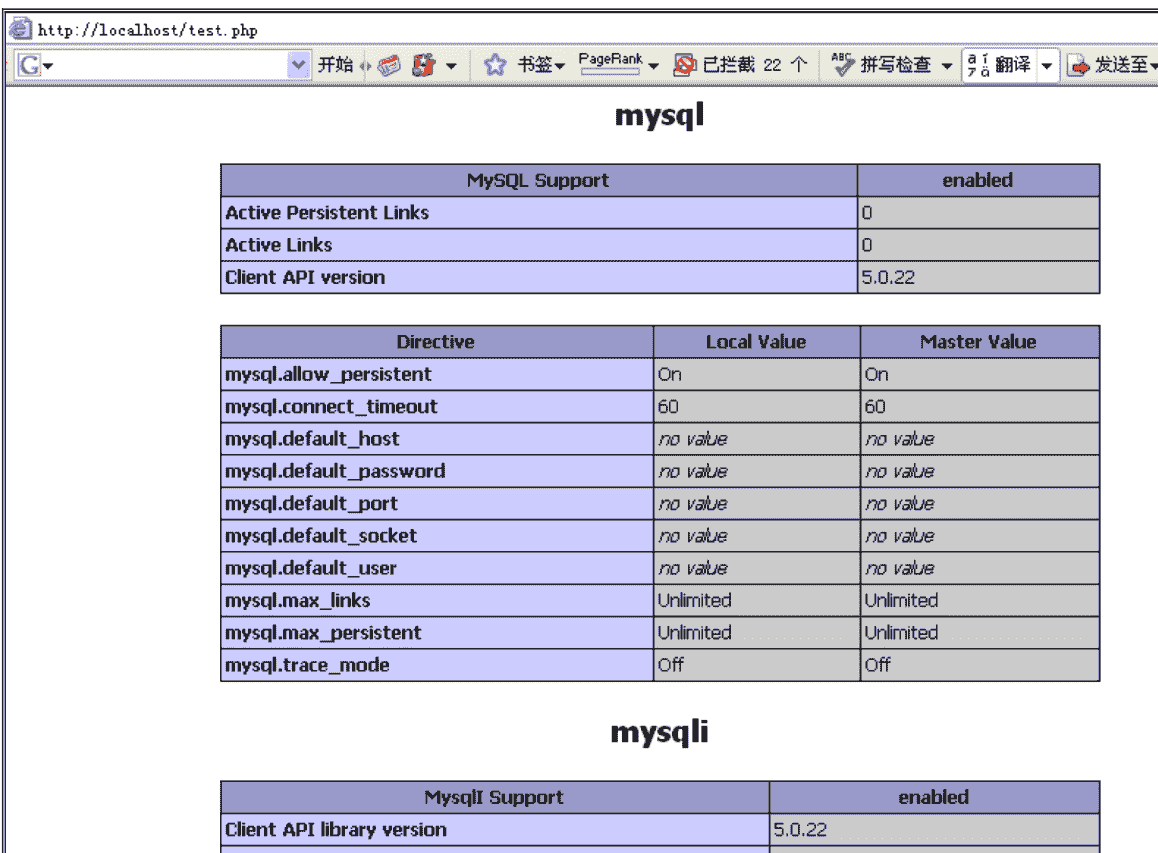 http://localhost/test.php
G 开始 书签 PageRank 已拦截 22 个 ABC 拼写检查 翻译 发送至
mysql
MySQL Support enabled
Active Persistent Links 0
Active Links 0
Client API version 5.0.22
Directive Local Value Master Value
mysql.allow_persistent On On
mysql.connect_timeout 60 60
mysql.default_host no value no value
mysql.default_password no value no value
mysql.default_port no value no value
mysql.default_socket no value no value
mysql.default_user no value no value
mysql.max_links Unlimited Unlimited
mysql.max_persistent Unlimited Unlimited
mysql.trace_mode Off Off
mysqli
MysqlI Support enabled
Client API library version 5.0.22